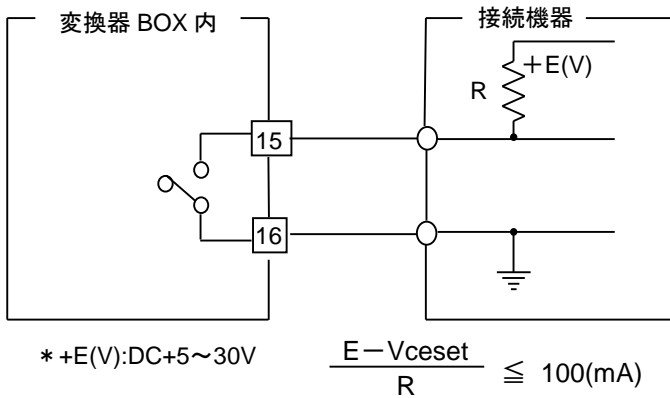 変換器 BOX 内
接続機器
+E(V)
R
15
16
* +E(V):DC+5～30V
E－Vceset
R
≦ 100(mA)